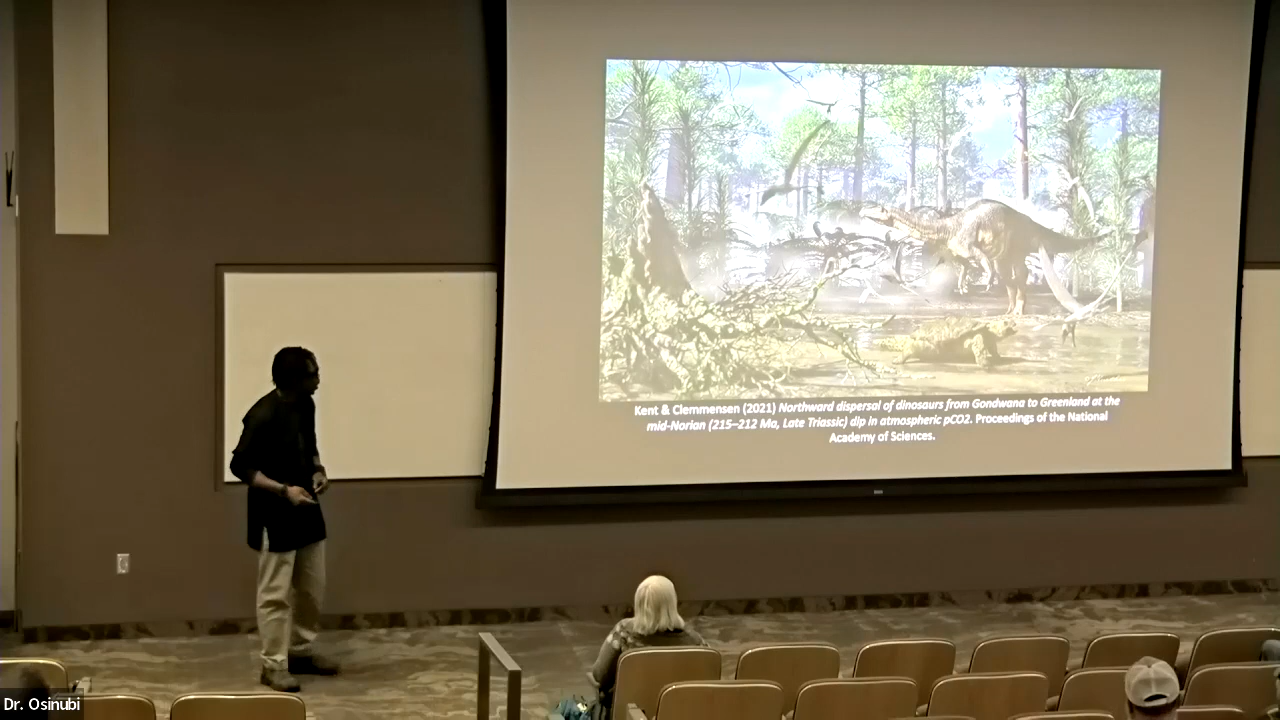 Kent & Clemmensen (2021) Northward dispersal of dinosaurs from Gondwana to Greenland at the
mid-Norian (215–212 Ma, Late Triassic) dip in atmospheric pCO2. Proceedings of the National
Academy of Sciences.
Dr. Osinubi